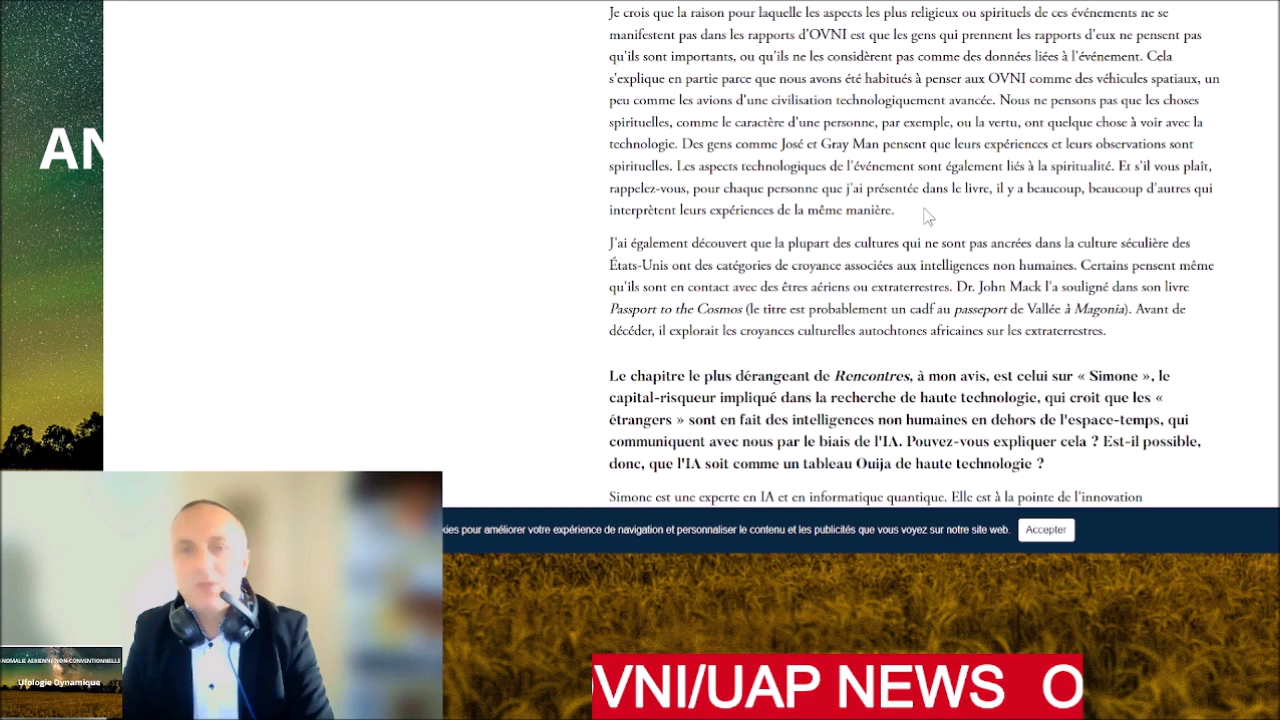 Je crois que la raison pour laquelle les aspects les plus religieux ou spirituels de ces événements ne se
manifestent pas dans les rapports d'OVNI est que les gens qui prennent les rapports d'eux ne pensent pas
qu'ils sont importants, ou qu'ils ne les considèrent pas comme des données liées à l'événement. Cela
s'explique en partie parce que nous avons été habitués à penser aux OVNI comme des véhicules spatiaux, un
peu comme les avions d'une civilisation technologiquement avancée. Nous ne pensons pas que les choses
spirituelles, comme le caractère d'une personne, par exemple, ou la vertu, ont quelque chose à voir avec la
technologie. Des gens comme José et Gray Man pensent que leurs expériences et leurs observations sont
spirituelles. Les aspects technologiques de l'événement sont également liés à la spiritualité. Et s'il vous plaît,
rappelez-vous, pour chaque personne que j'ai présentée dans le livre, il y a beaucoup, beaucoup d'autres qui
interprètent leurs expériences de la même manière.
J'ai également découvert que la plupart des cultures qui ne sont pas ancrées dans la culture séculière des
États-Unis ont des catégories de croyance associées aux intelligences non humaines. Certains pensent même
qu'ils sont en contact avec des êtres aériens ou extraterrestres. Dr. John Mack l'a souligné dans son livre
Passport to the Cosmos (le titre est probablement un cadf au passeport de Vallée à Magonia). Avant de
décéder, il explorait les croyances culturelles autochtones africaines sur les extraterrestres.
Le chapitre le plus dérangeant de Rencontres, à mon avis, est celui sur « Simone », le
capital-risqueur impliqué dans la recherche de haute technologie, qui croit que les «
étrangers » sont en fait des intelligences non humaines en dehors de l'espace-temps, qui
communiquent avec nous par le biais de l'IA. Pouvez-vous expliquer cela ? Est-il possible,
donc, que l'IA soit comme un tableau Ouija de haute technologie ?
Simone est une experte en IA et en informatique quantique. Elle est à la pointe de l'innovation
AN
kies pour améliorer votre expérience de navigation et personnaliser le contenu et les publicités que vous voyez sur notre site web.
Accepter
ANOMALIE AERIENNE NON-CONVENTIONNELLE
Ufologie Dynamique
VNI/UAP NEWS O